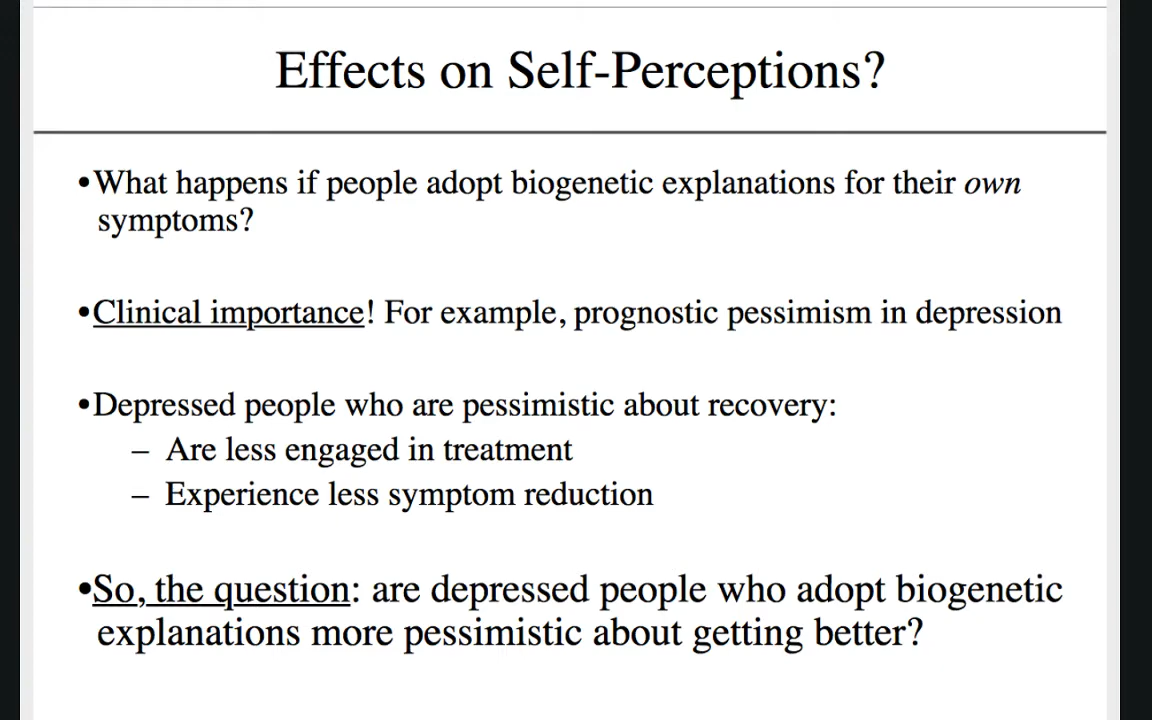 Effects on Self-Perceptions?
•What happens if people adopt biogenetic explanations for their own
symptoms?
•Clinical importance! For example, prognostic pessimism in depression
•Depressed people who are pessimistic about recovery:
– Are less engaged in treatment
– Experience less symptom reduction
•So, the question: are depressed people who adopt biogenetic
explanations more pessimistic about getting better?